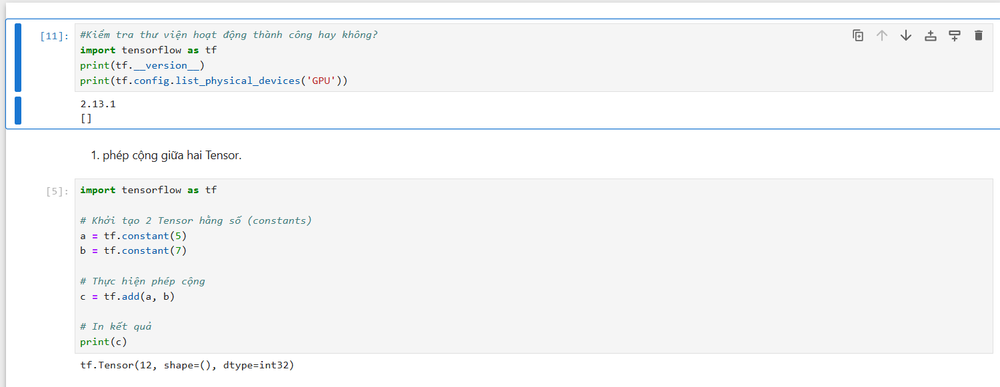 [11]: #Kiểm tra thư viện hoạt động thành công hay không?
import tensorflow as tf
print(tf.__version__)
print(tf.config.list_physical_devices('GPU'))
2.13.1
[]
1. phép cộng giữa hai Tensor.
[5]: import tensorflow as tf
# Khởi tạo 2 Tensor hằng số (constants)
a = tf.constant(5)
b = tf.constant(7)
# Thực hiện phép cộng
c = tf.add(a, b)
# In kết quả
print(c)
tf.Tensor(12, shape=(), dtype=int32)